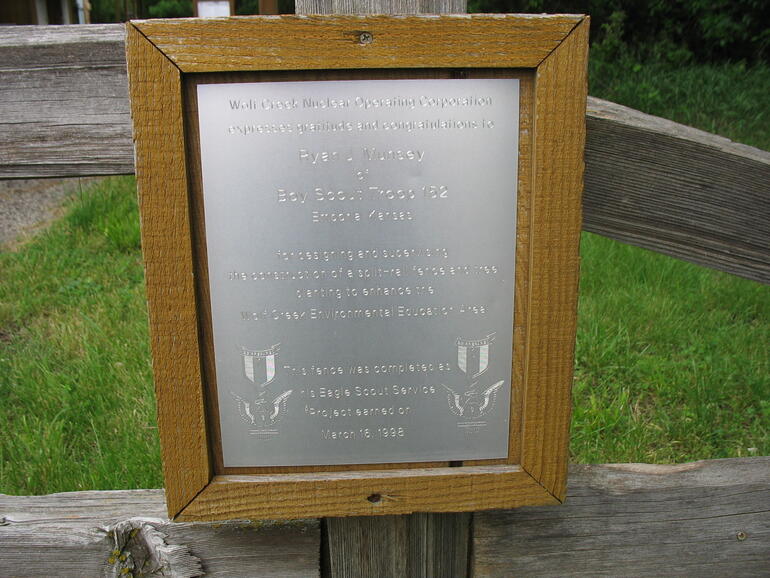 Wolf Creek Nuclear Operating Corporation
expresses gratitude and congratulations to
Ryan J. Munsey
of
Boy Scout Troop 152
Emporia Kansas
for designing and supervising
the construction of a split-rail fence and tree
planting to enhance the
Wolf Creek Environmental Education Area
This fence was completed as
his Eagle Scout Service
Project earned on
March 16, 1998